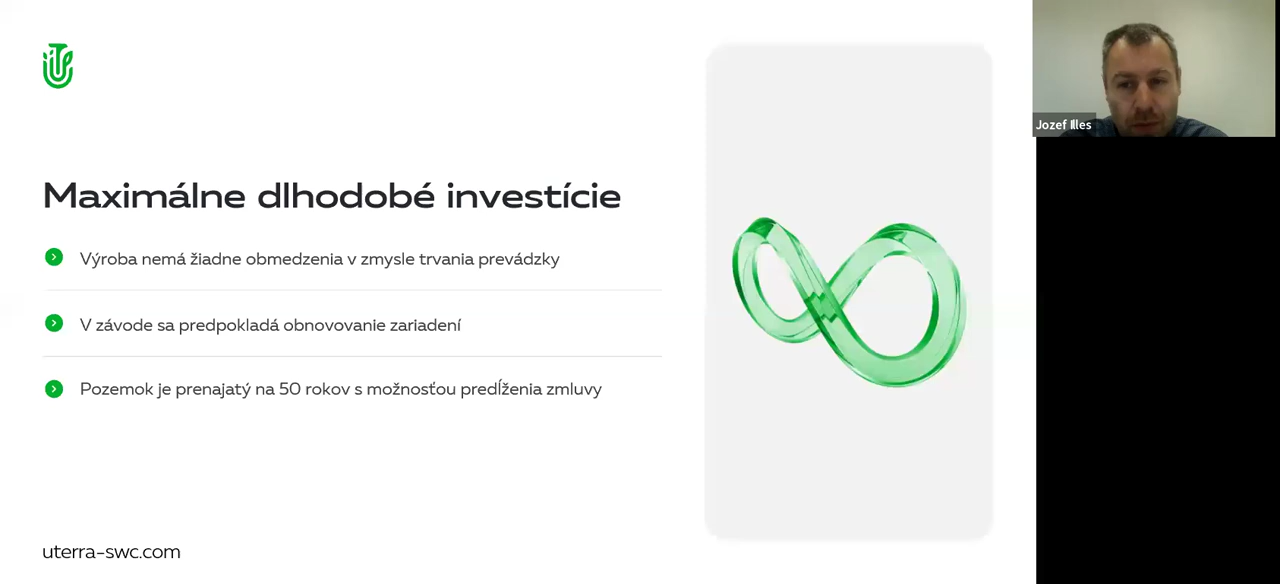 Maximálne dlhodobé investície
Výroba nemá žiadne obmedzenia v zmysle trvania prevádzky
V závode sa predpokladá obnovovanie zariadení
Pozemok je prenajatý na 50 rokov s možnosťou predĺženia zmluvy
uterra-swc.com
Jozef Illes